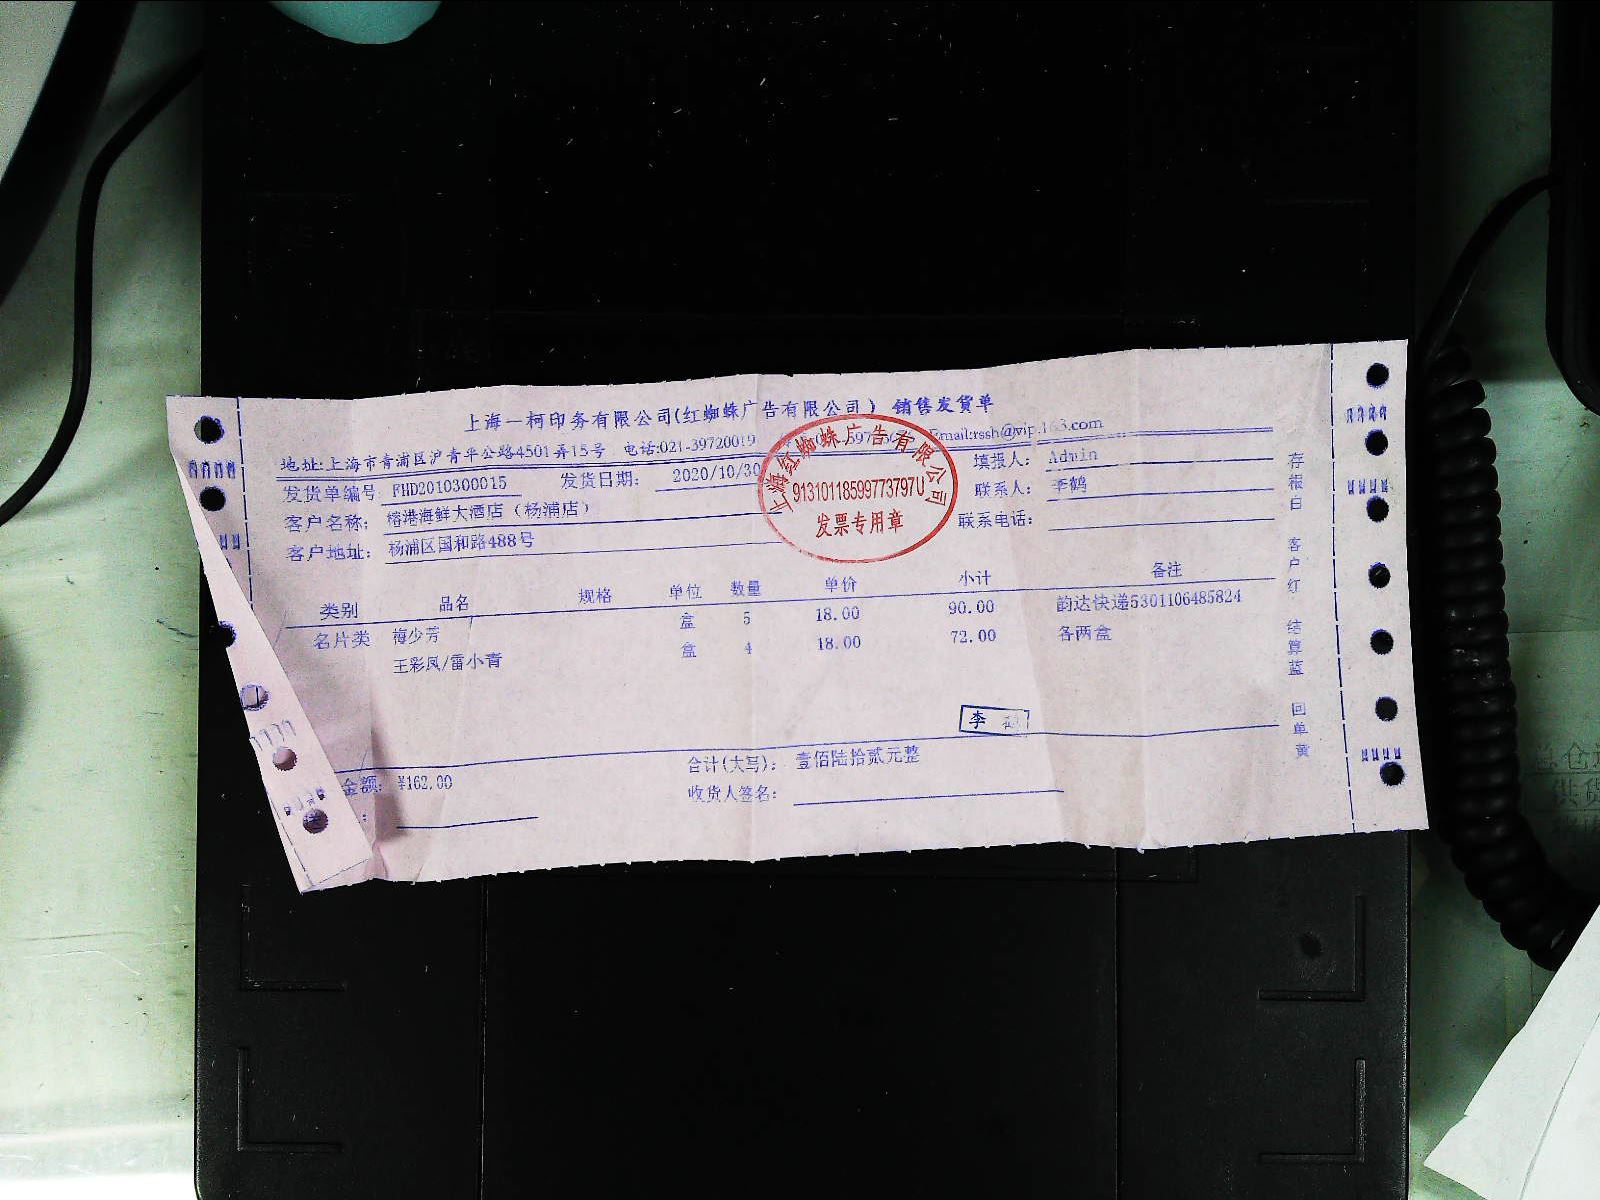 上海一柯印务有限公司(红蜘蛛广告有限公司) 销售发货单
地址:上海市青浦区沪青平公路4501弄15号 电话:021-39720019 Email:rssh@vip.163.com
发货单编号: FHD2010300015 发货日期: 2020/10/30 填报人: Admin
客户名称: 榕港海鲜大酒店（杨浦店） 联系人: 李鹤
客户地址: 杨浦区国和路488号 联系电话:
上海红蜘蛛广告有限公司
91310118599773797U
发票专用章
类别 品名 规格 单位 数量 单价 小计 备注
名片类 梅少芳 盒 5 18.00 90.00 韵达快递5301106485824
王彩凤/雷小青 盒 4 18.00 72.00 各两盒
李
金额: ¥162.00 合计(大写): 壹佰陆拾贰元整
收货人签名:
存根白 客户红 结算蓝 回单黄